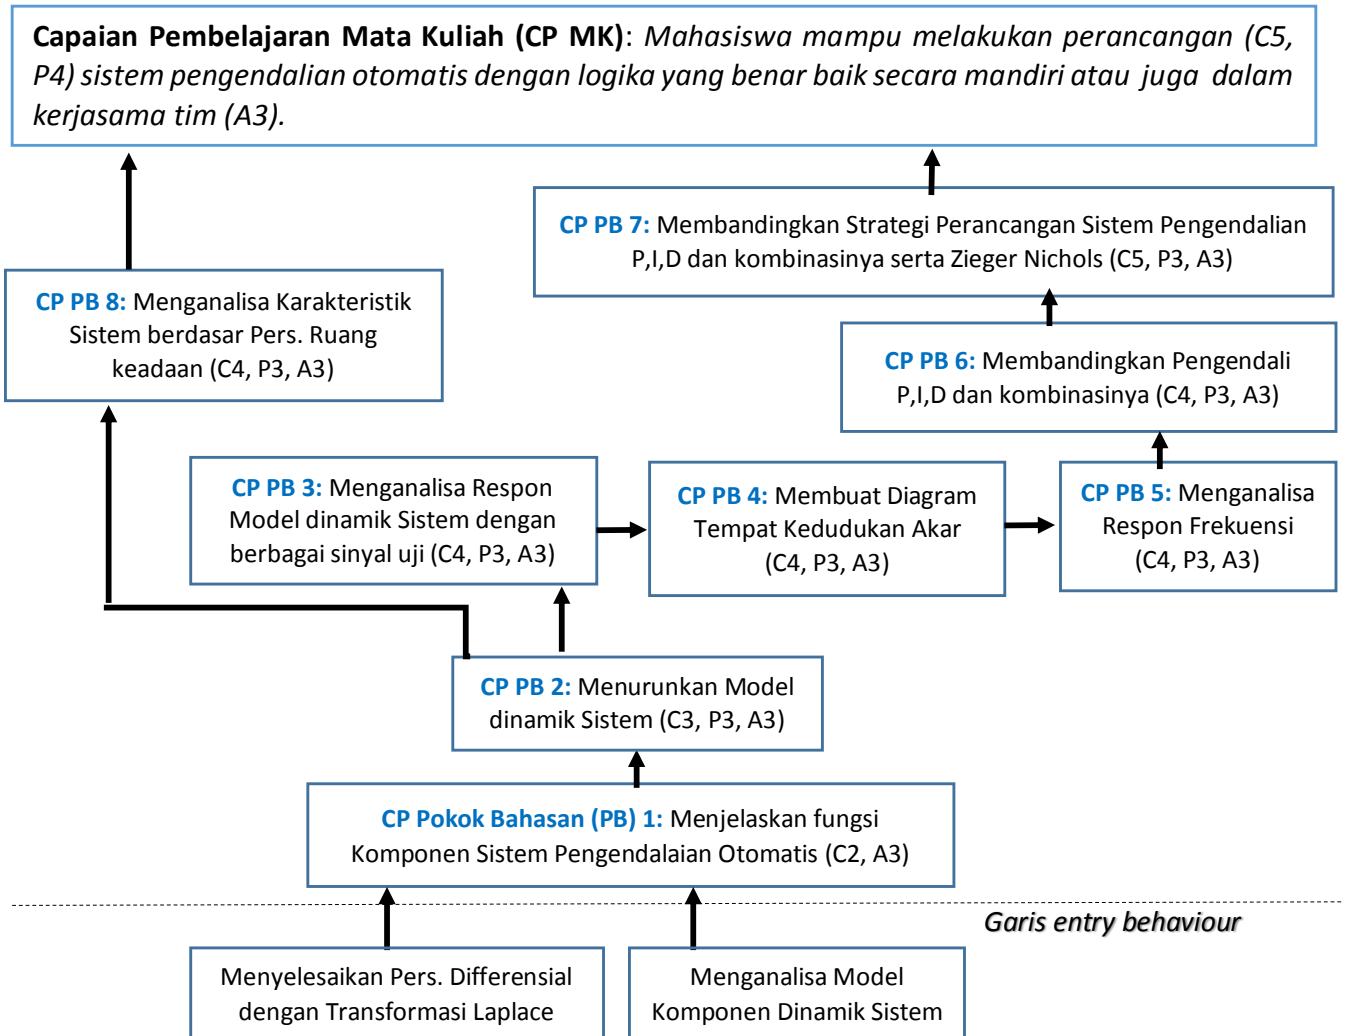 Capaian Pembelajaran Mata Kuliah (CP MK): Mahasiswa mampu melakukan perancangan (C5,
P4) sistem pengendalian otomatis dengan logika yang benar baik secara mandiri atau juga dalam
kerjasama tim (A3).
CP PB 7: Membandingkan Strategi Perancangan Sistem Pengendalian
P,I,D dan kombinasinya serta Zieger Nichols (C5, P3, A3)
CP PB 8: Menganalisa Karakteristik
Sistem berdasar Pers. Ruang
keadaan (C4, P3, A3)
CP PB 6: Membandingkan Pengendali
P,I,D dan kombinasinya (C4, P3, A3)
CP PB 3: Menganalisa Respon
Model dinamik Sistem dengan
berbagai sinyal uji (C4, P3, A3)
CP PB 4: Membuat Diagram
Tempat Kedudukan Akar
(C4, P3, A3)
CP PB 5: Menganalisa
Respon Frekuensi
(C4, P3, A3)
CP PB 2: Menurunkan Model
dinamik Sistem (C3, P3, A3)
CP Pokok Bahasan (PB) 1: Menjelaskan fungsi
Komponen Sistem Pengendalaian Otomatis (C2, A3)
Garis entry behaviour
Menyelesaikan Pers. Differensial
dengan Transformasi Laplace
Menganalisa Model
Komponen Dinamik Sistem